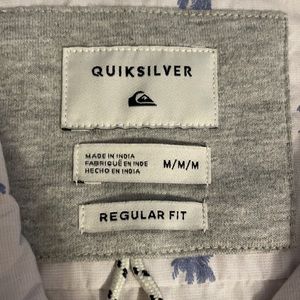 QUIKSILVER
MADE IN INDIA
FABRIQUÉ EN INDE
HECHO EN INDIA
M/M/M
REGULAR FIT